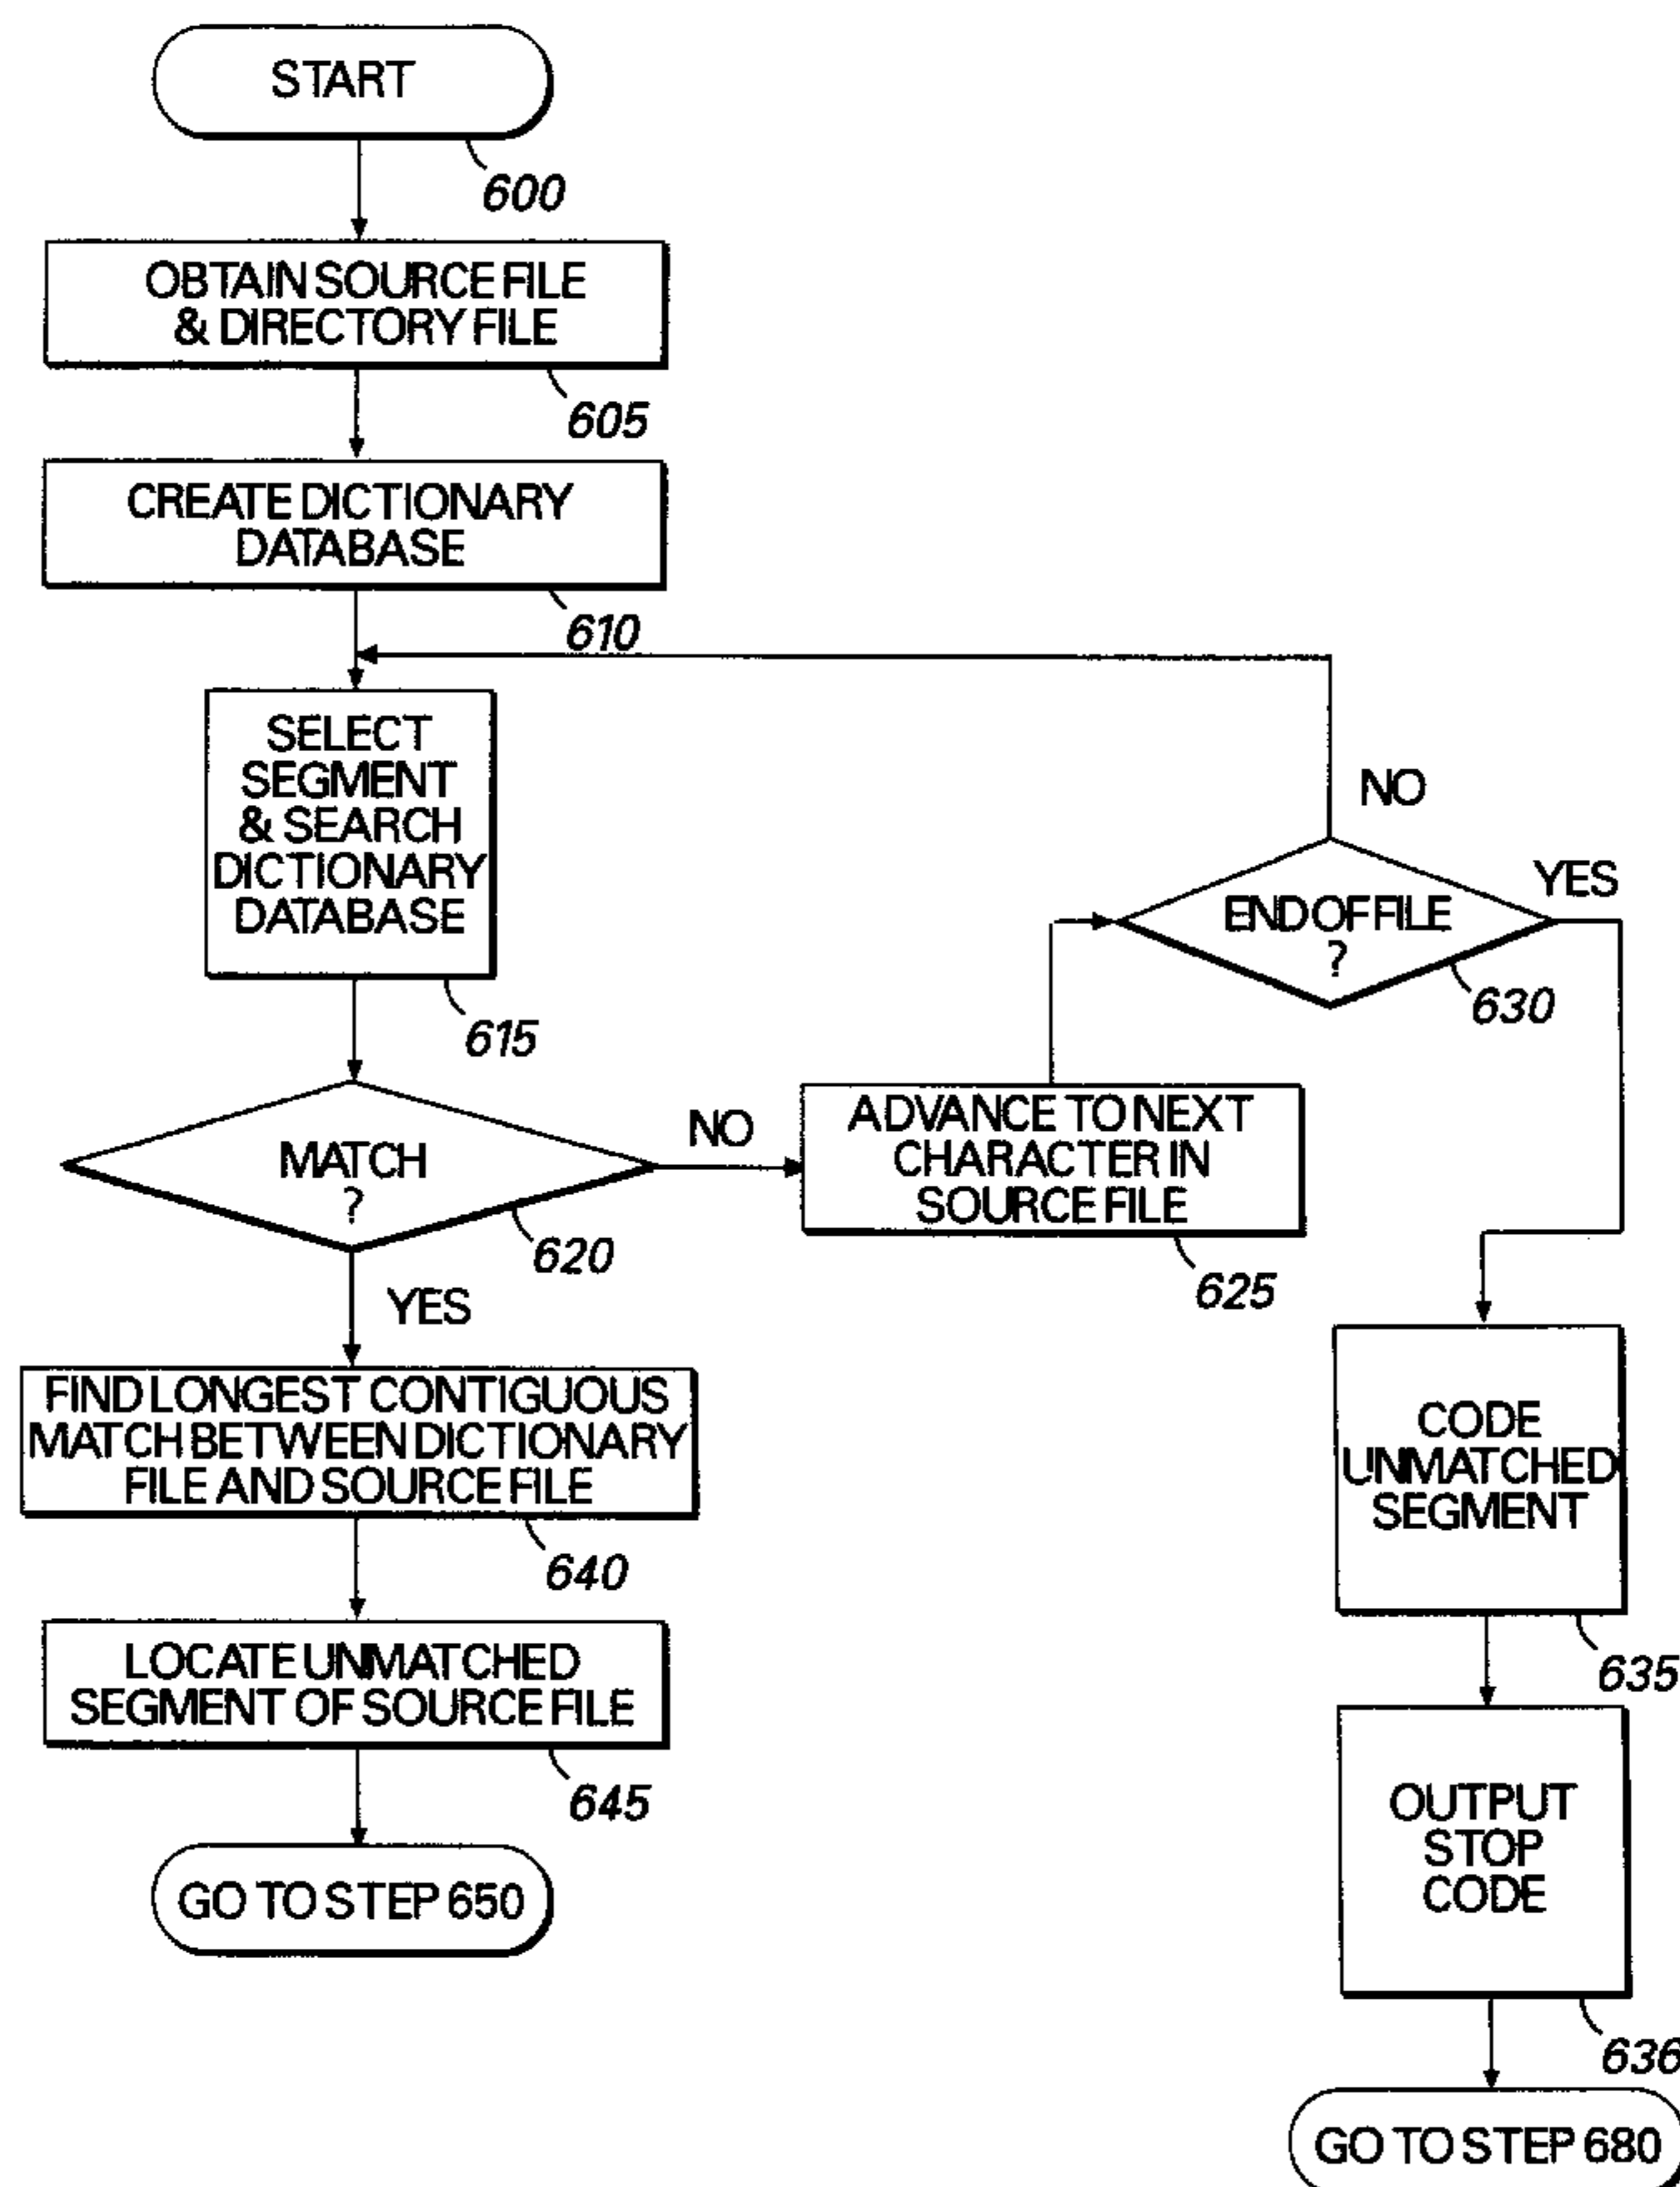 START
600
OBTAIN SOURCE FILE
& DIRECTORY FILE
605
CREATE DICTIONARY
DATABASE
610
SELECT
SEGMENT
& SEARCH
DICTIONARY
DATABASE
615
MATCH
?
620
NO
YES
ADVANCE TO NEXT
CHARACTER IN
SOURCE FILE
625
END OF FILE
?
630
NO
YES
CODE
UNMATCHED
SEGMENT
635
OUTPUT
STOP
CODE
636
GO TO STEP 680
FIND LONGEST CONTIGUOUS
MATCH BETWEEN DICTIONARY
FILE AND SOURCE FILE
640
LOCATE UNMATCHED
SEGMENT OF SOURCE FILE
645
GO TO STEP 650